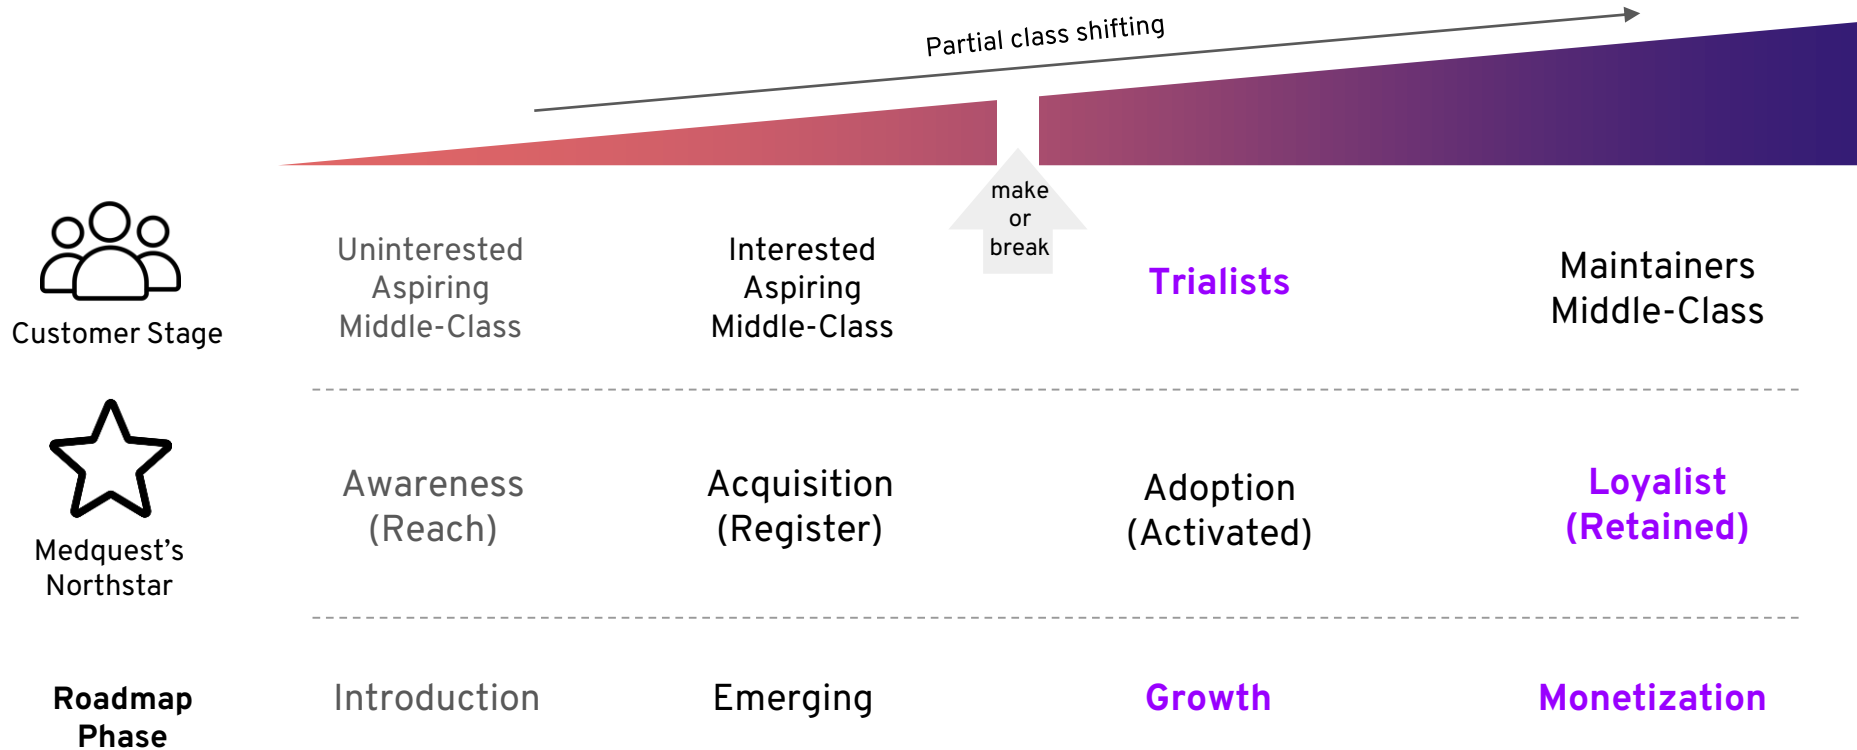 Partial class shifting
make
or
break
Customer Stage
Uninterested
Aspiring
Middle-Class
Interested
Aspiring
Middle-Class
Trialists
Maintainers
Middle-Class
Medquest's
Northstar
Awareness
(Reach)
Acquisition
(Register)
Adoption
(Activated)
Loyalist
(Retained)
Roadmap
Phase
Introduction
Emerging
Growth
Monetization